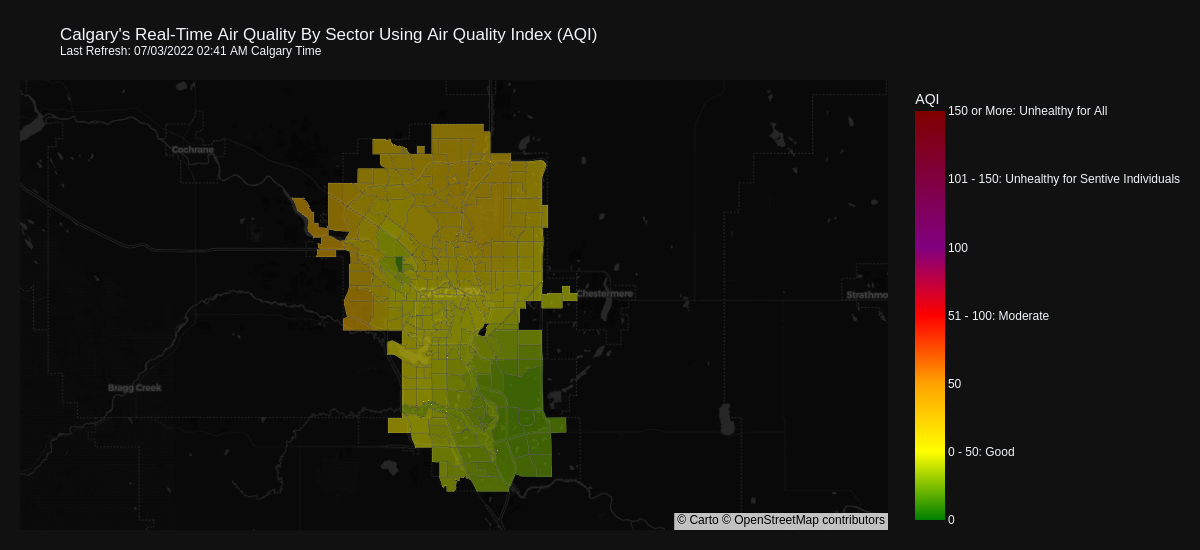 Calgary's Real-Time Air Quality By Sector Using Air Quality Index (AQI)
Last Refresh: 07/03/2022 02:41 AM Calgary Time
AQI
150 or More: Unhealthy for All
Cochrane
101 - 150: Unhealthy for Sentive Individuals
100
Chestermere
Strathmo
51 - 100: Moderate
Bragg Creek
50
0 - 50: Good
0
© Carto © OpenStreetMap contributors